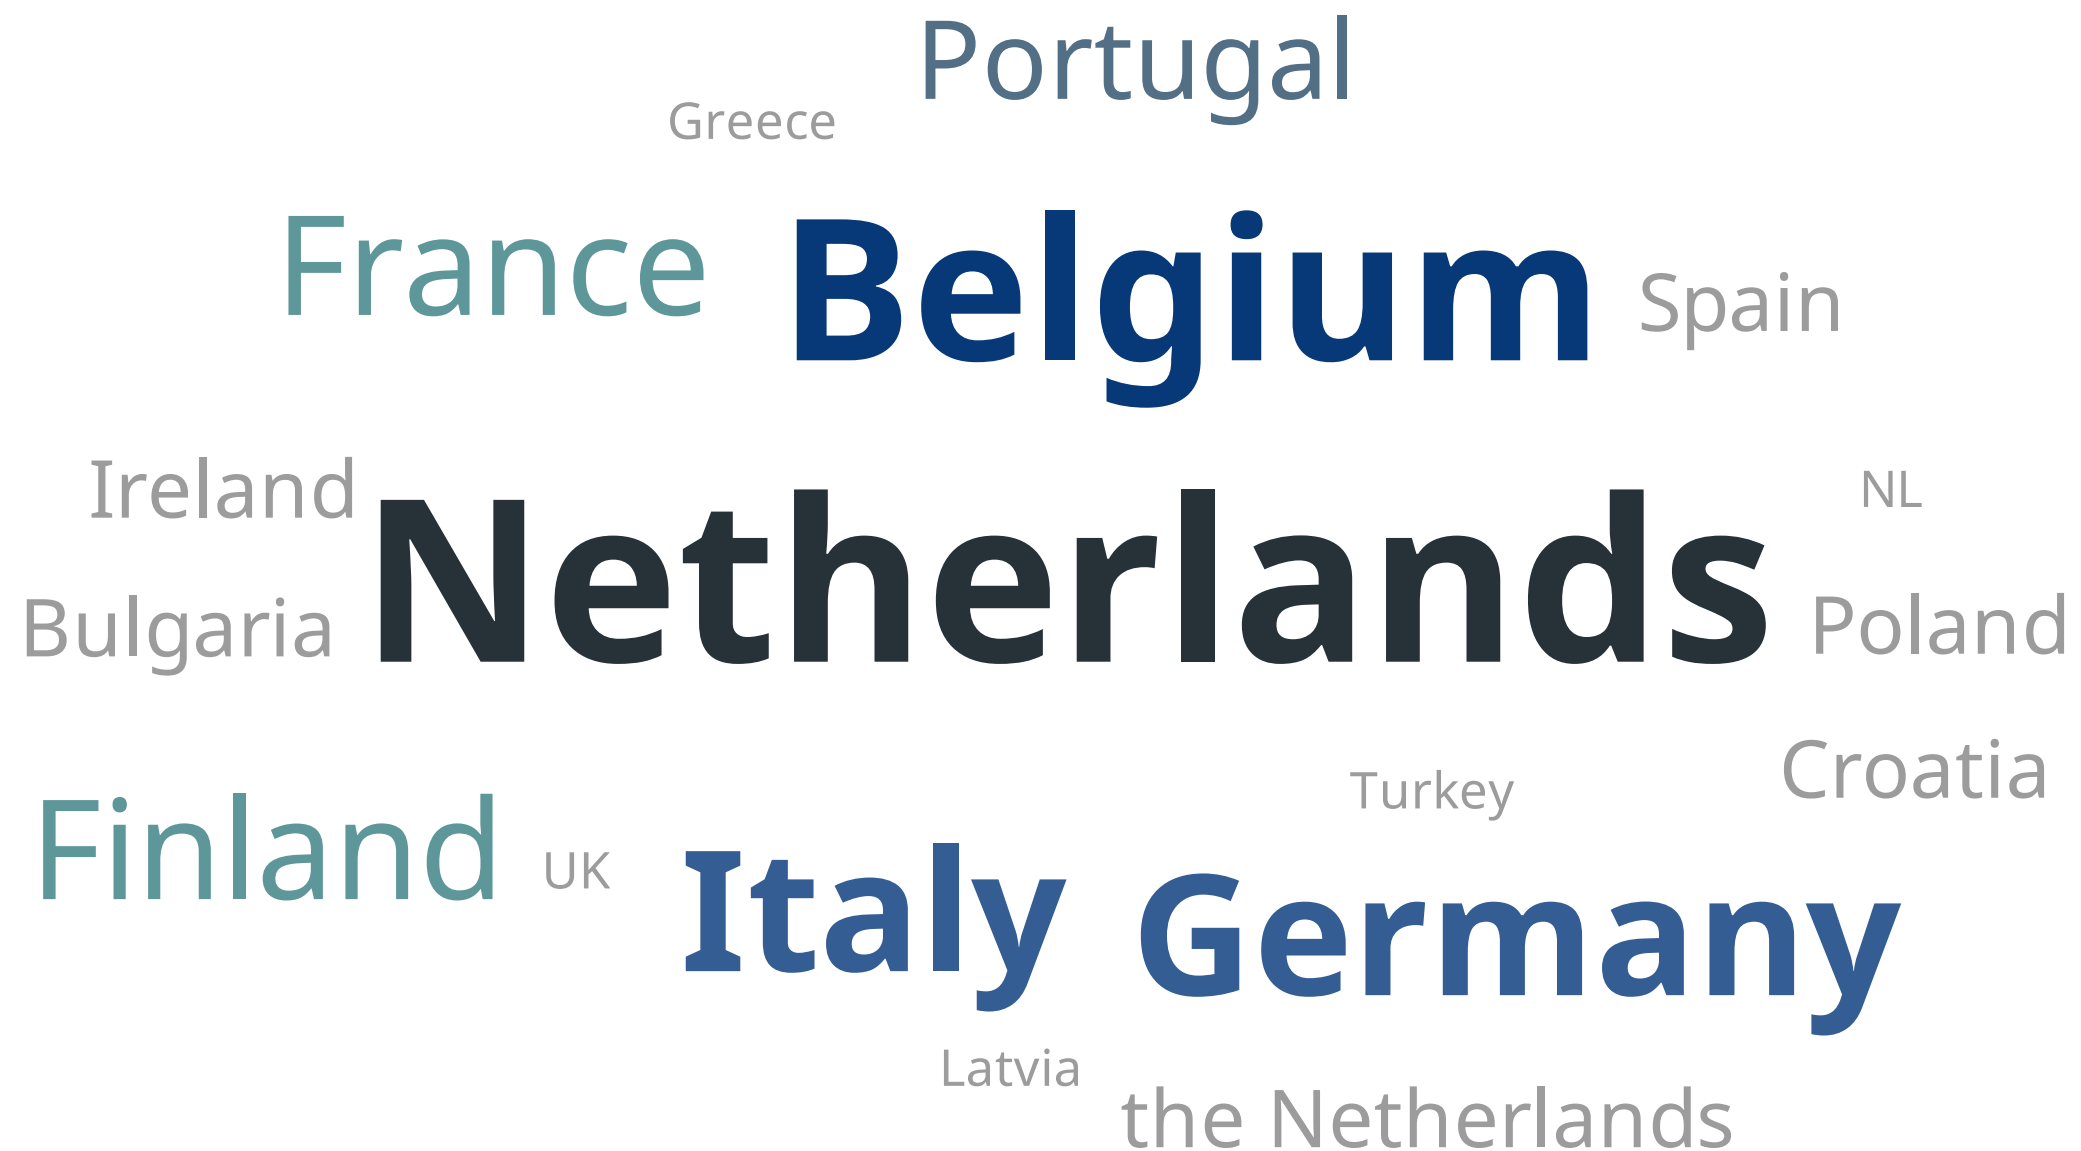 Portugal
Greece
France
Belgium
Spain
Ireland
Netherlands
NL
Bulgaria
Poland
Croatia
Turkey
Finland
UK
Italy
Germany
Latvia
the Netherlands